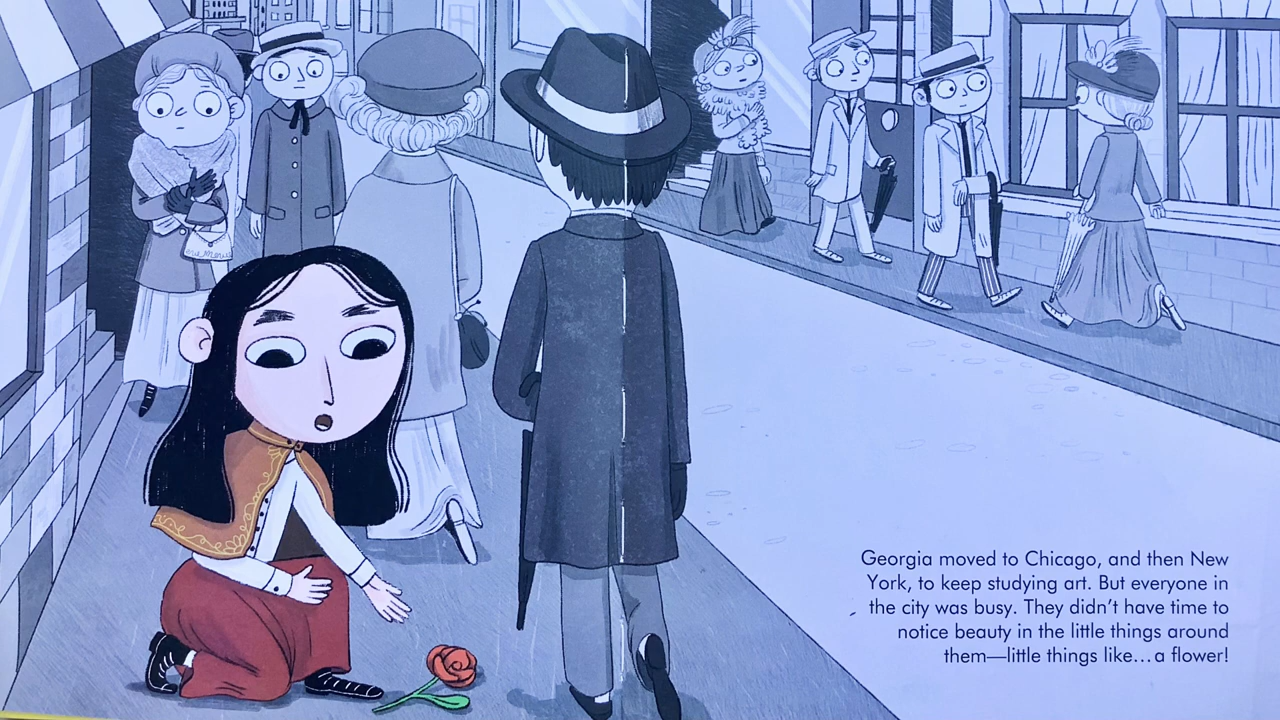 Georgia moved to Chicago, and then New
York, to keep studying art. But everyone in
the city was busy. They didn’t have time to
notice beauty in the little things around
them—little things like…a flower!